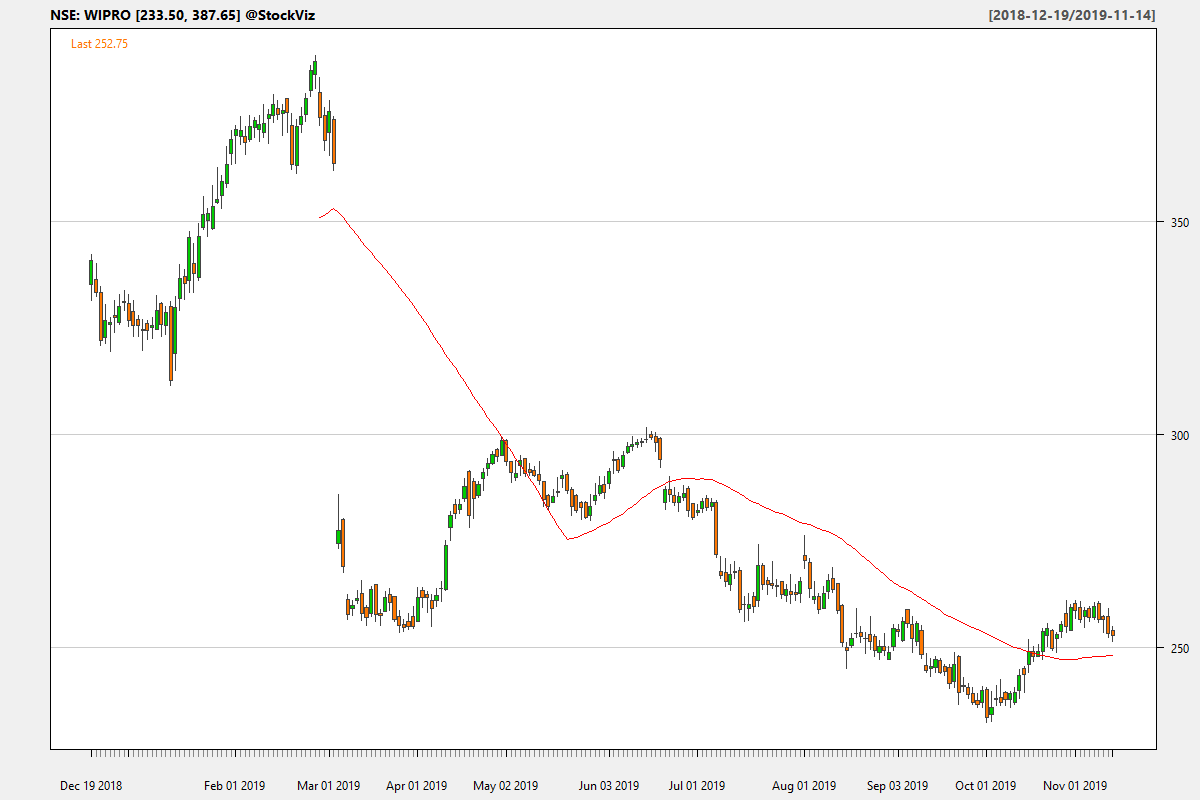 NSE: WIPRO [233.50, 387.65] @StockViz [2018-12-19/2019-11-14]
Last 252.75
350
300
250
Dec 19 2018 Feb 01 2019 Mar 01 2019 Apr 01 2019 May 02 2019 Jun 03 2019 Jul 01 2019 Aug 01 2019 Sep 03 2019 Oct 01 2019 Nov 01 2019